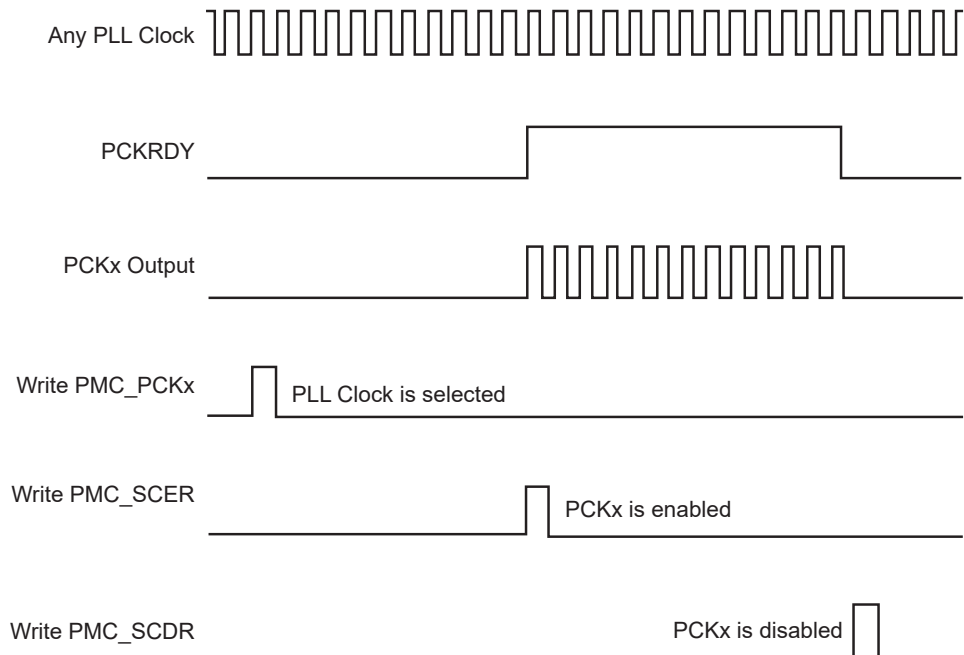 Any PLL Clock
PCKRDY
PCKx Output
Write PMC_PCKx
PLL Clock is selected
Write PMC_SCER
PCKx is enabled
Write PMC_SCDR
PCKx is disabled